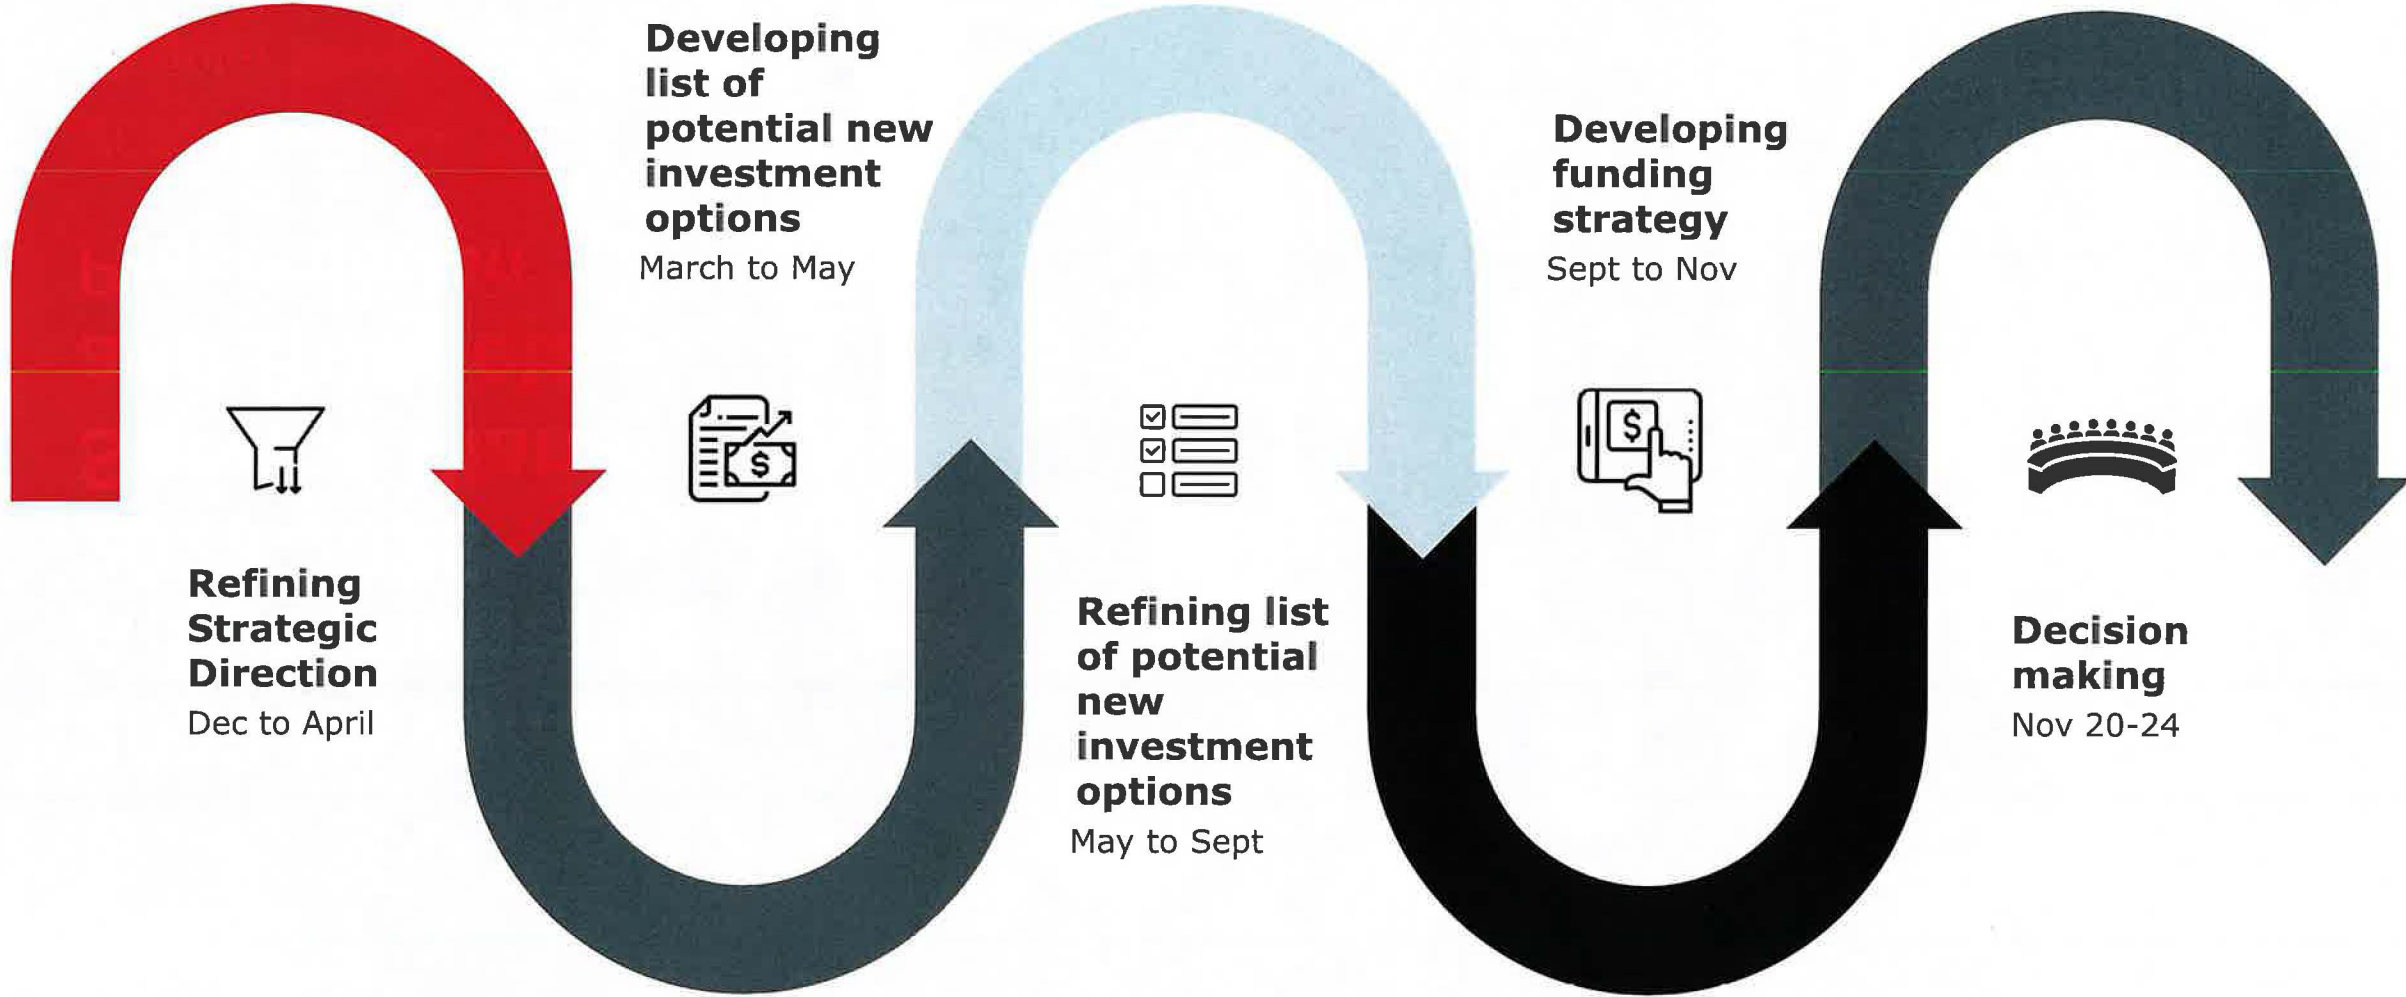 Refining
Strategic
Direction
Dec to April
Developing
list of
potential new
investment
options
March to May
$
Refining list
of potential
new
investment
options
May to Sept
Developing
funding
strategy
Sept to Nov
$
Decision
making
Nov 20-24